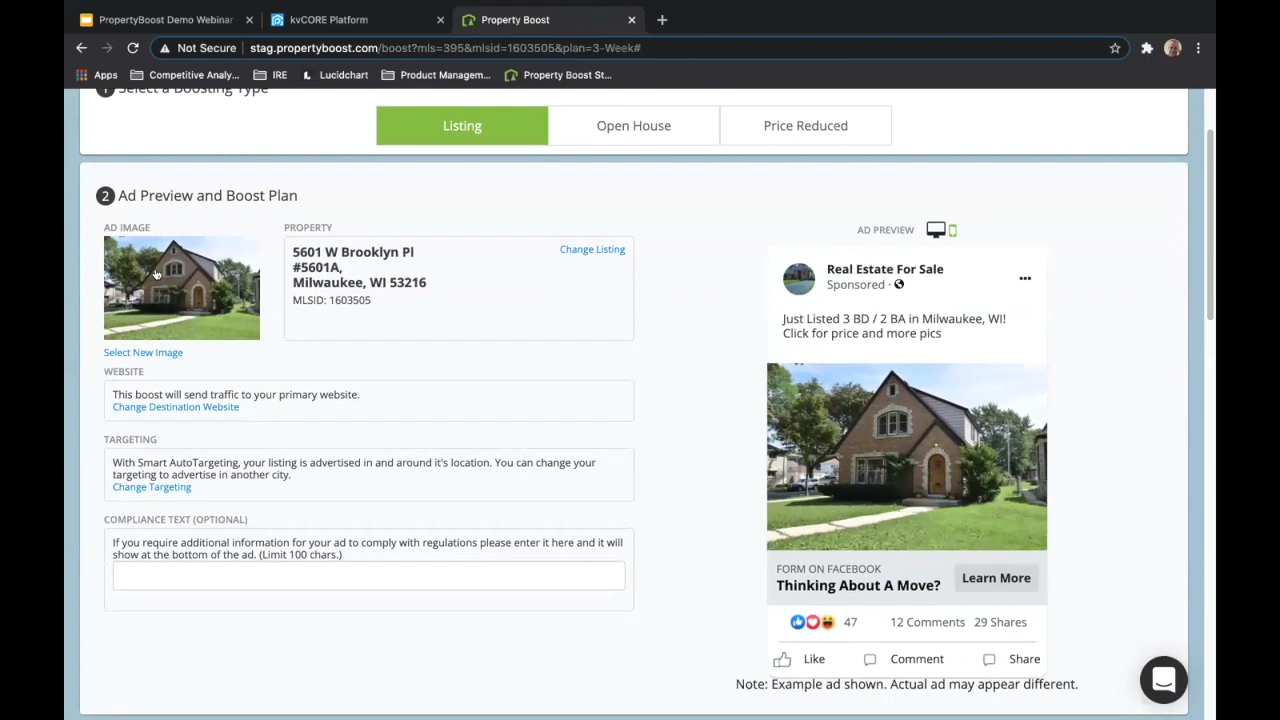 PropertyBoost Demo Webinar
kvCORE Platform
Property Boost
Not Secure
stag.propertyboost.com/boost?mls=395&mlsid=1603505&plan=3-Week#
Apps
Competitive Analy...
IRE
Lucidchart
Product Managem...
Property Boost St...
1 Select a Boosting Type
Listing
Open House
Price Reduced
2 Ad Preview and Boost Plan
AD IMAGE
Select New Image
PROPERTY
5601 W Brooklyn Pl
#5601A,
Milwaukee, WI 53216
MLSID: 1603505
Change Listing
WEBSITE
This boost will send traffic to your primary website.
Change Destination Website
TARGETING
With Smart AutoTargeting, your listing is advertised in and around it's location. You can change your
targeting to advertise in another city.
Change Targeting
COMPLIANCE TEXT (OPTIONAL)
If you require additional information for your ad to comply with regulations please enter it here and it will
show at the bottom of the ad. (Limit 100 chars.)
AD PREVIEW
Real Estate For Sale
Sponsored ·
Just Listed 3 BD / 2 BA in Milwaukee, WI!
Click for price and more pics
FORM ON FACEBOOK
Thinking About A Move?
Learn More
47
12 Comments 29 Shares
Like
Comment
Share
Note: Example ad shown. Actual ad may appear different.